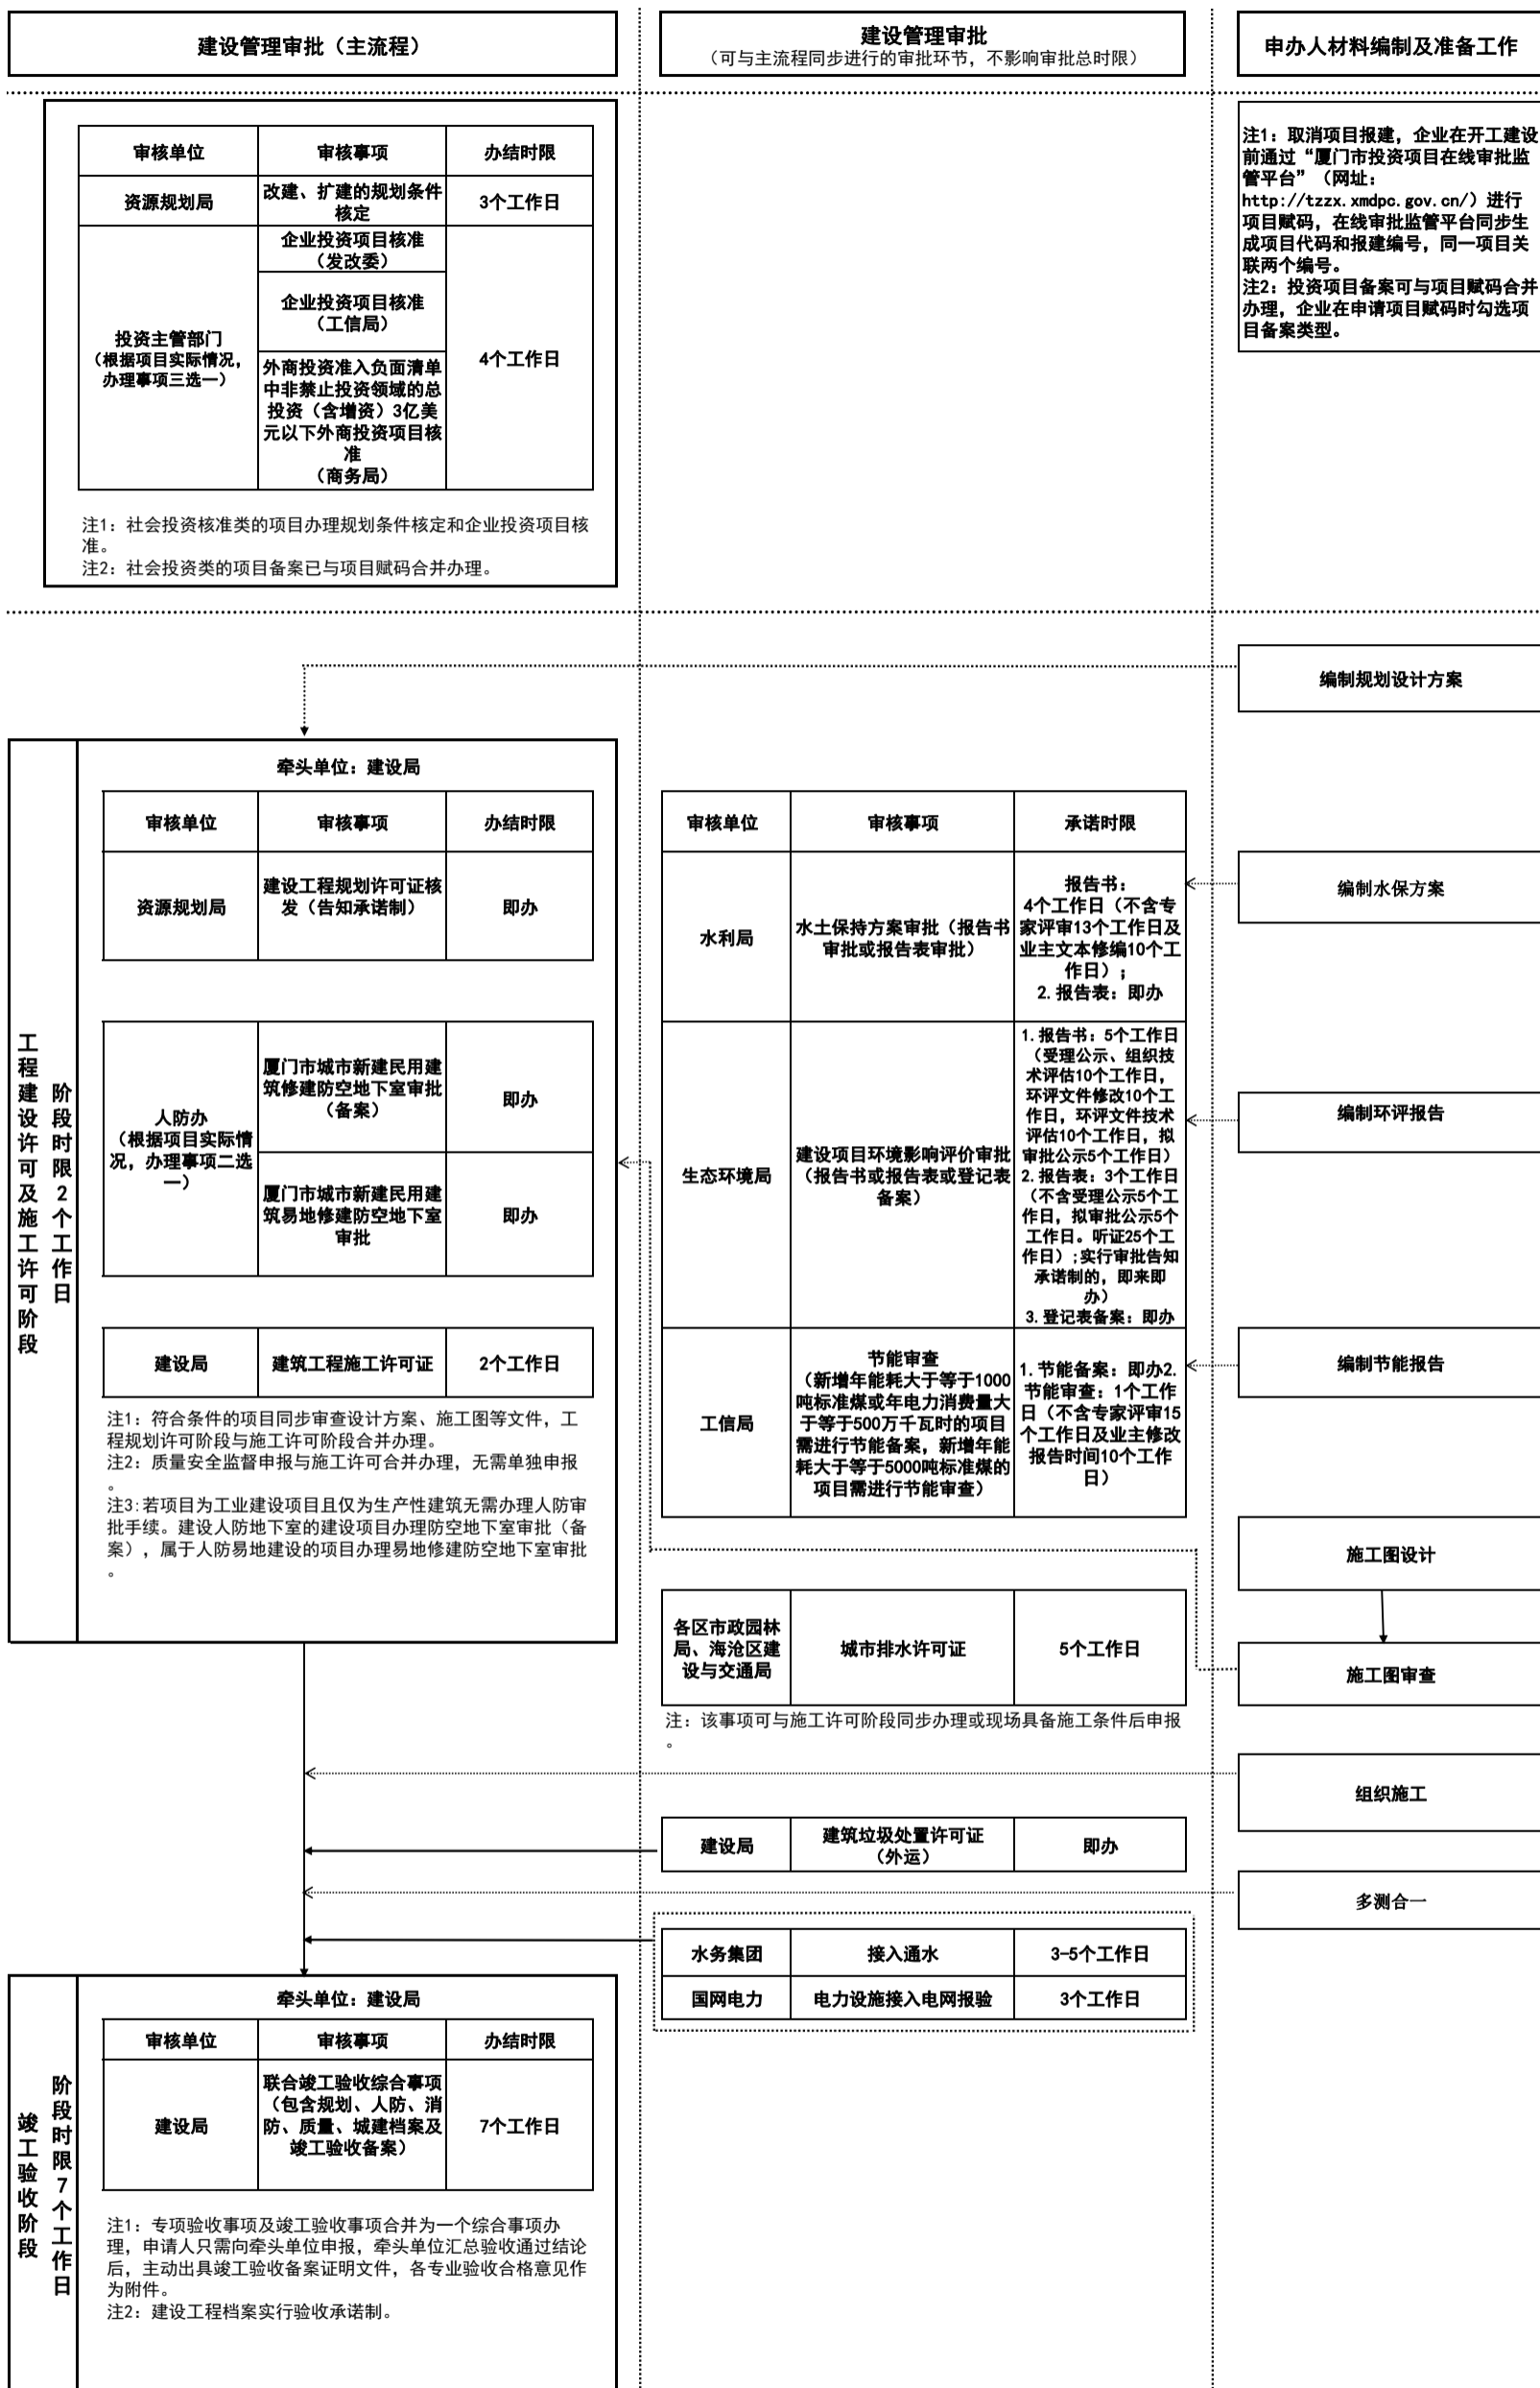 建设管理审批（主流程）
建设管理审批
（可与主流程同步进行的审批环节，不影响审批总时限）
申办人材料编制及准备工作
审核单位
审核事项
办结时限
资源规划局
改建、扩建的规划条件
核定
3个工作日
投资主管部门
（根据项目实际情况，
办理事项三选一）
企业投资项目核准
（发改委）
企业投资项目核准
（工信局）
外商投资准入负面清单
中非禁止投资领域的总
投资（含增资）3亿美
元以下外商投资项目核
准
（商务局）
4个工作日
注1：社会投资核准类的项目办理规划条件核定和企业投资项目核
准。
注2：社会投资类的项目备案已与项目赋码合并办理。
注1：取消项目报建，企业在开工建设
前通过“厦门市投资项目在线审批监
管平台”（网址：
http://tzzx.xmdpc.gov.cn/）进行
项目赋码，在线审批监管平台同步生
成项目代码和报建编号，同一项目关
联两个编号。
注2：投资项目备案可与项目赋码合并
办理，企业在申请项目赋码时勾选项
目备案类型。
编制规划设计方案
工程建设许可及施工许可阶段
阶段时限2个工作日
牵头单位：建设局
审核单位
审核事项
办结时限
资源规划局
建设工程规划许可证核
发（告知承诺制）
即办
人防办
（根据项目实际情
况，办理事项二选
一）
厦门市城市新建民用建
筑修建防空地下室审批
（备案）
即办
厦门市城市新建民用建
筑易地修建防空地下室
审批
即办
建设局
建筑工程施工许可证
2个工作日
注1：符合条件的项目同步审查设计方案、施工图等文件，工
程规划许可阶段与施工许可阶段合并办理。
注2：质量安全监督申报与施工许可合并办理，无需单独申报
。
注3:若项目为工业建设项目且仅为生产性建筑无需办理人防审
批手续。建设人防地下室的建设项目办理防空地下室审批（备
案），属于人防易地建设的项目办理易地修建防空地下室审批
。
审核单位
审核事项
承诺时限
水利局
水土保持方案审批（报告书
审批或报告表审批）
报告书：
4个工作日（不含专
家评审13个工作日及
业主文本修编10个工
作日）；
2.报告表：即办
生态环境局
建设项目环境影响评价审批
（报告书或报告表或登记表
备案）
1.报告书：5个工作日
（受理公示、组织技
术评估10个工作日，
环评文件修改10个工
作日，环评文件技术
评估10个工作日，拟
审批公示5个工作日）
2.报告表：3个工作日
（不含受理公示5个工
作日，拟审批公示5个
工作日。听证25个工
作日）;实行审批告知
承诺制的，即来即
办）
3.登记表备案：即办
工信局
节能审查
（新增年能耗大于等于1000
吨标准煤或年电力消费量大
于等于500万千瓦时的项目
需进行节能备案，新增年能
耗大于等于5000吨标准煤的
项目需进行节能审查）
1.节能备案：即办2.
节能审查：1个工作
日（不含专家评审15
个工作日及业主修改
报告时间10个工作
日）
各区市政园林
局、海沧区建
设与交通局
城市排水许可证
5个工作日
注：该事项可与施工许可阶段同步办理或现场具备施工条件后申报
。
建设局
建筑垃圾处置许可证
（外运）
即办
水务集团
接入通水
3-5个工作日
国网电力
电力设施接入电网报验
3个工作日
编制水保方案
编制环评报告
编制节能报告
施工图设计
施工图审查
组织施工
多测合一
竣工验收阶段
阶段时限7个工作日
牵头单位：建设局
审核单位
审核事项
办结时限
建设局
联合竣工验收综合事项
（包含规划、人防、消
防、质量、城建档案及
竣工验收备案）
7个工作日
注1：专项验收事项及竣工验收事项合并为一个综合事项办
理，申请人只需向牵头单位申报，牵头单位汇总验收通过结论
后，主动出具竣工验收备案证明文件，各专业验收合格意见作
为附件。
注2：建设工程档案实行验收承诺制。